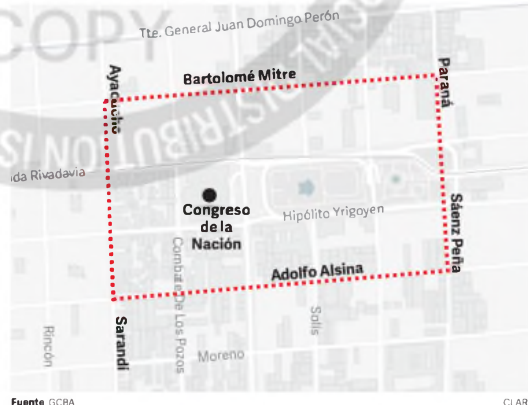 COPY
Tte. General Juan Domingo Perón
Bartolomé Mitre
Ayacucho
Paraná
ida Rivadavia
Congreso
de la
Nación
Hipólito Yrigoyen
Sáenz Peña
Combate De Los Pozos
Adolfo Alsina
Sarandí
Solís
Rincón
Moreno
Fuente GCBA
CLAR